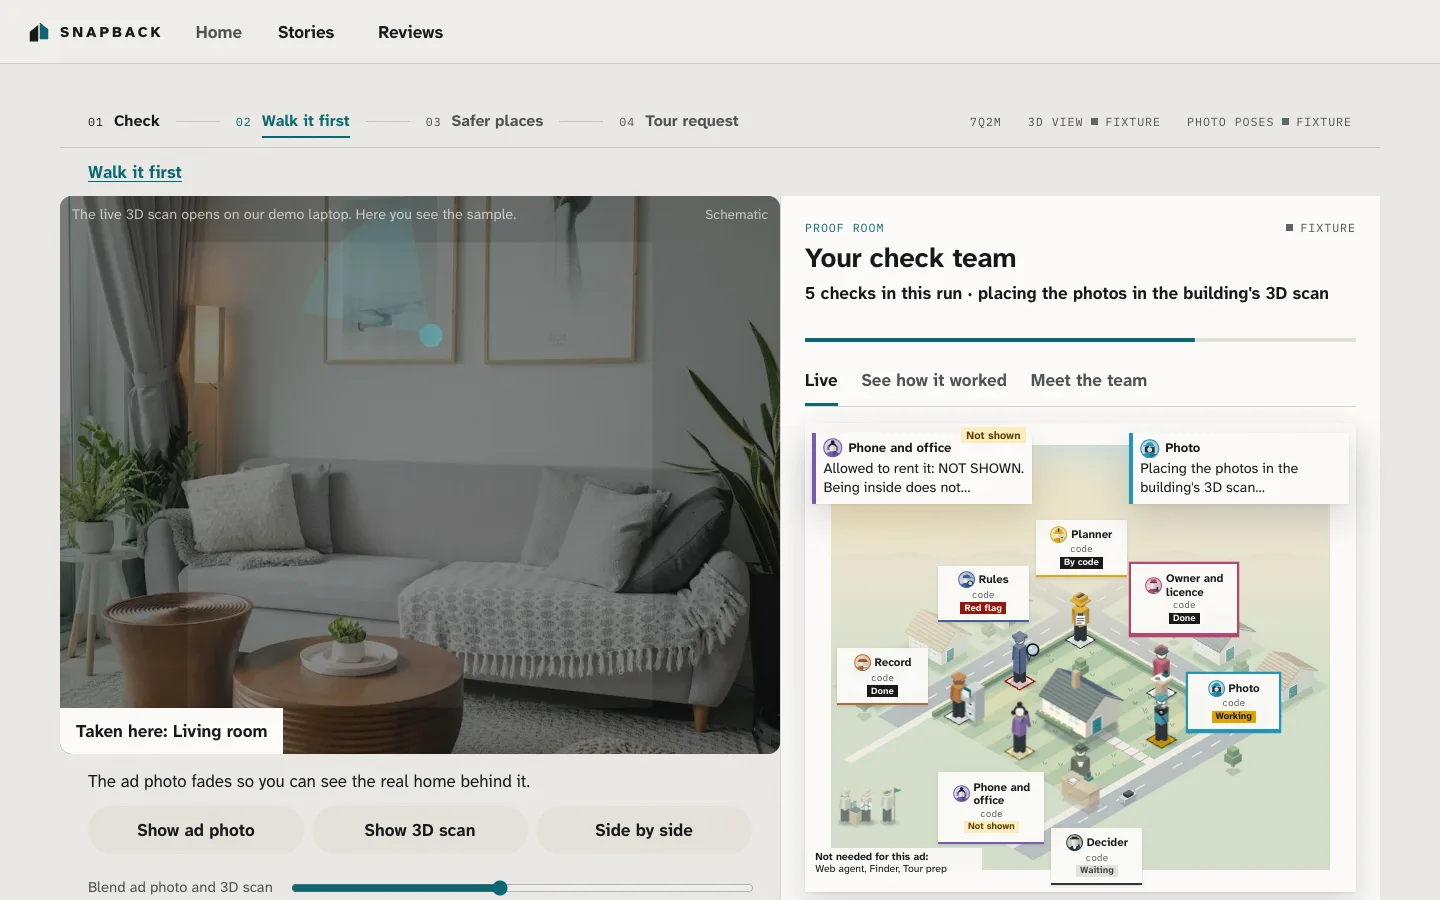 SNAPBACK
Home
Stories
Reviews
01 Check
02 Walk it first
03 Safer places
04 Tour request
7Q2M
3D VIEW FIXTURE
PHOTO POSES FIXTURE
Walk it first
The live 3D scan opens on our demo laptop. Here you see the sample.
Schematic
Taken here: Living room
The ad photo fades so you can see the real home behind it.
Show ad photo
Show 3D scan
Side by side
Blend ad photo and 3D scan
PROOF ROOM
FIXTURE
Your check team
5 checks in this run · placing the photos in the building's 3D scan
Live
See how it worked
Meet the team
Phone and office
Not shown
Allowed to rent it: NOT SHOWN.
Being inside does not...
Photo
Placing the photos in the
building's 3D scan...
Planner
code
By code
Rules
code
Red flag
Owner and
licence
code
Done
Record
code
Done
Photo
code
Working
Phone and
office
code
Not shown
Decider
code
Waiting
Not needed for this ad:
Web agent, Finder, Tour prep